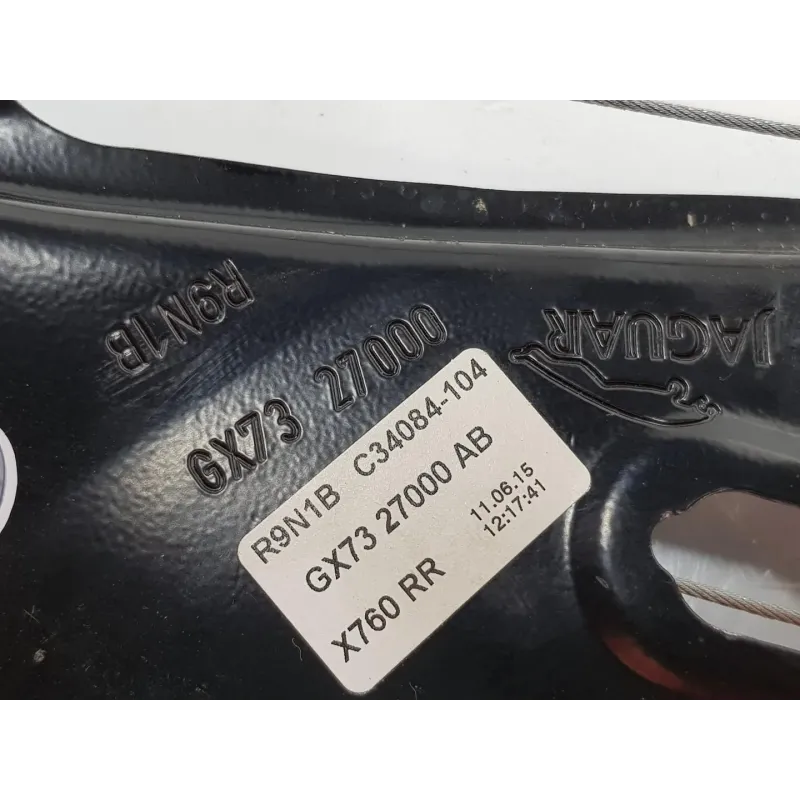 R9N1B
GX73 27000
JAGUAR
R9N1B C34084-104
GX73 27000 AB
X760 RR
11.06.15
12:17:41